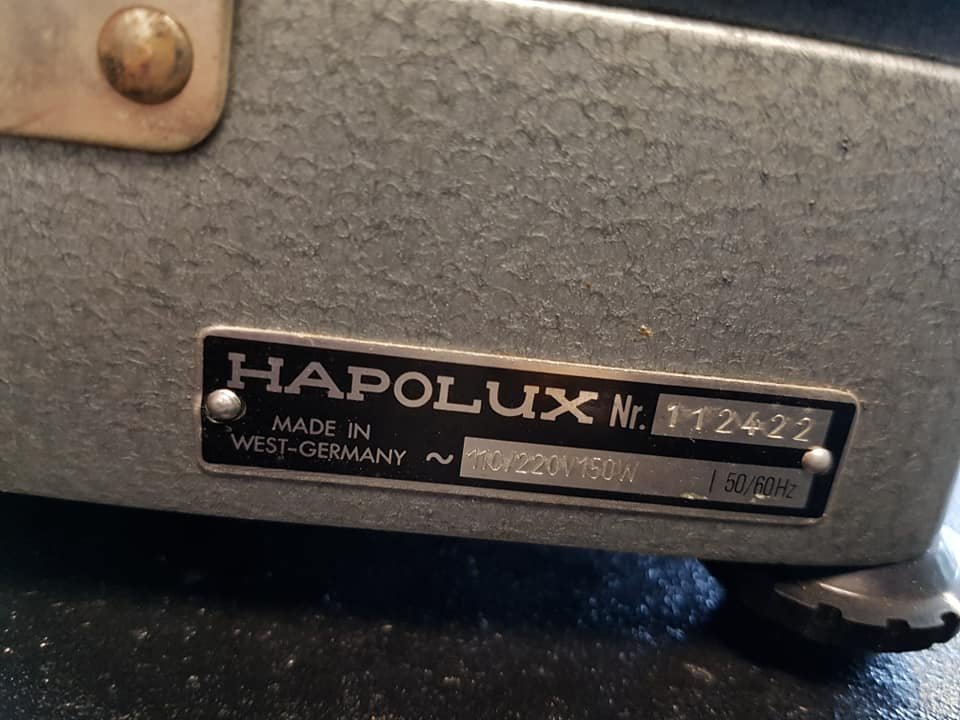 HAPOLUX Nr. 112422
MADE IN
WEST-GERMANY ~ 110/220V150W | 50/60Hz